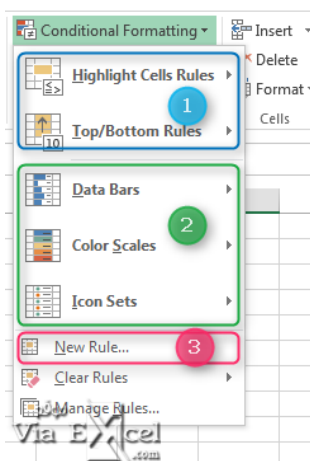 Conditional Formatting
Insert
Delete
Format
Cells
Highlight Cells Rules
1
Top/Bottom Rules
10
Data Bars
2
Color Scales
Icon Sets
New Rule...
3
Clear Rules
Manage Rules...
Via Excel
.com